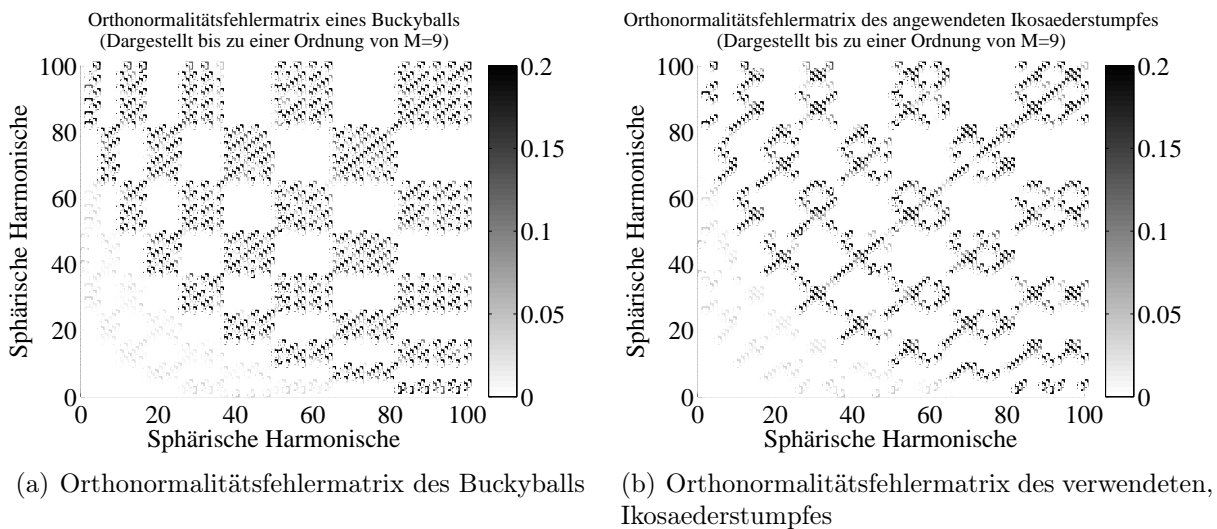 Orthonormalitätsfehlermatrix eines Buckyballs
(Dargestellt bis zu einer Ordnung von M=9)
100
80
60
40
20
0
0 20 40 60 80 100
Sphärische Harmonische
Sphärische Harmonische
0.2
0.15
0.1
0.05
0
(a) Orthonormalitätsfehlermatrix des Buckyballs
Orthonormalitätsfehlermatrix des angewendeten Ikosaederstumpfes
(Dargestellt bis zu einer Ordnung von M=9)
100
80
60
40
20
0
0 20 40 60 80 100
Sphärische Harmonische
Sphärische Harmonische
0.2
0.15
0.1
0.05
0
(b) Orthonormalitätsfehlermatrix des verwendeten,
Ikosaederstumpfes